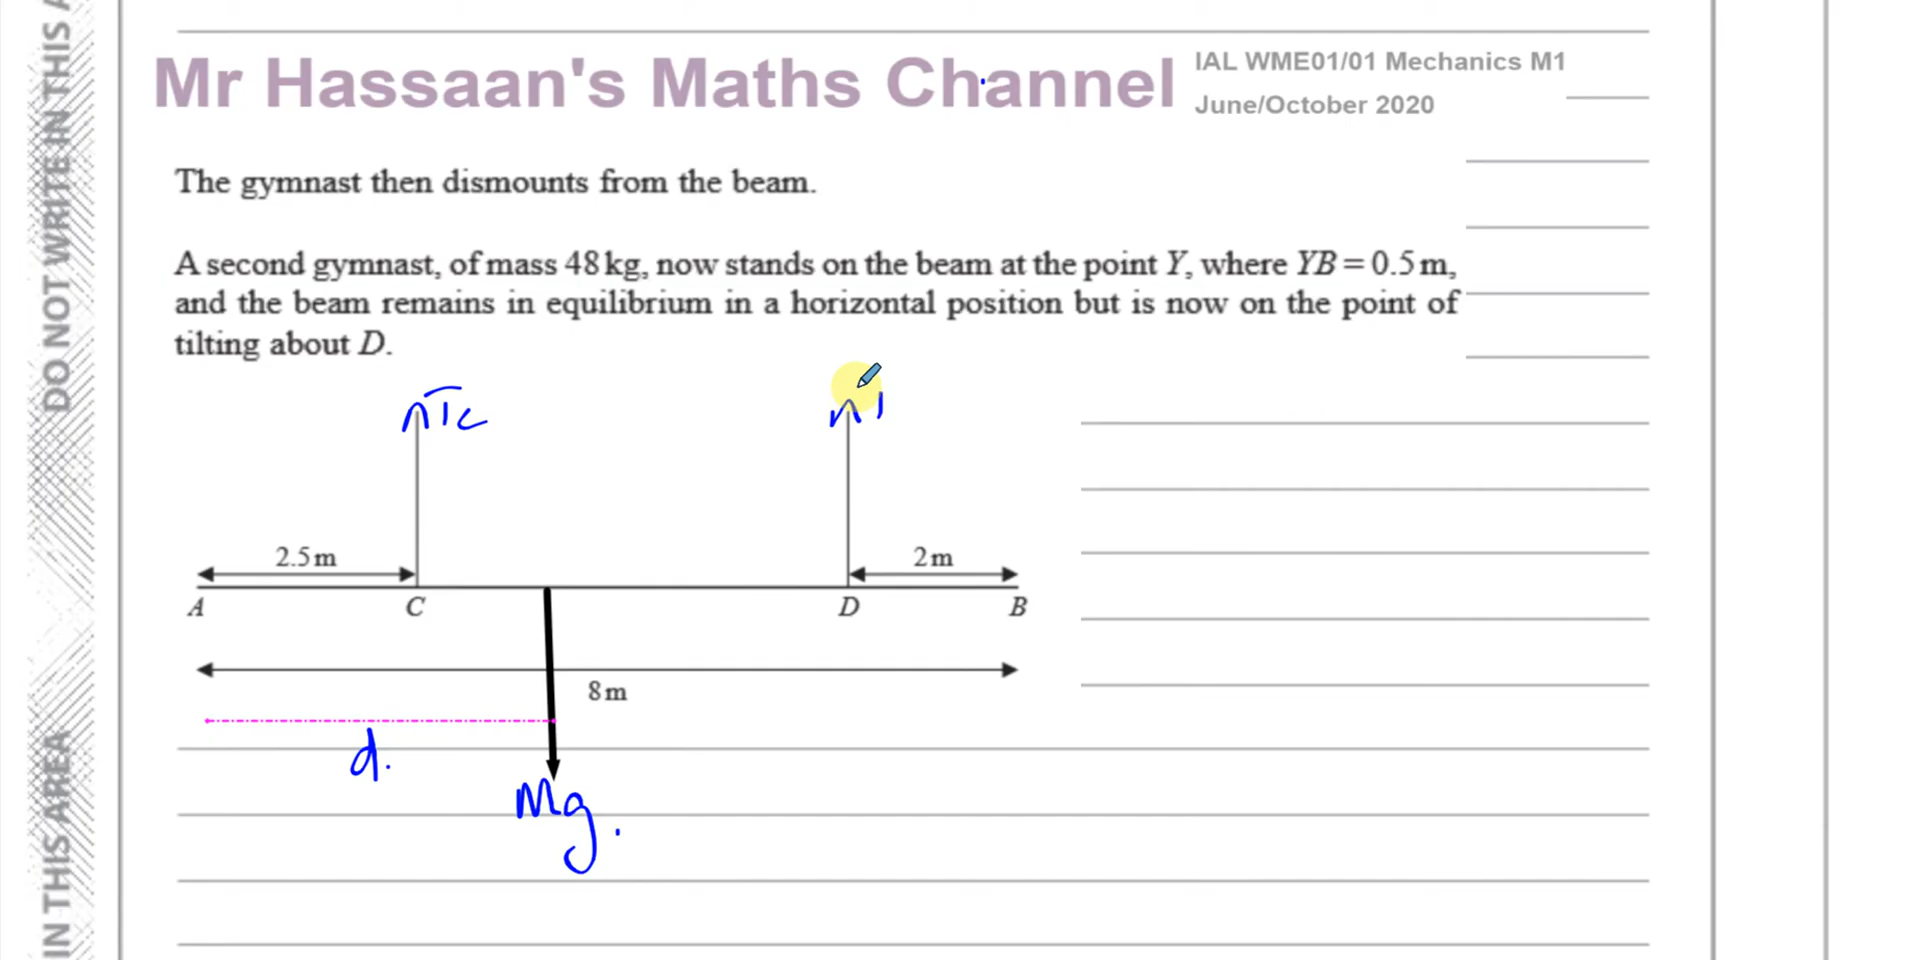 DO NOT WRITE IN THIS A
IN THIS AREA
Mr Hassaan's Maths Channel
IAL WME01/01 Mechanics M1
June/October 2020
The gymnast then dismounts from the beam.
A second gymnast, of mass 48 kg, now stands on the beam at the point Y, where YB = 0.5 m,
and the beam remains in equilibrium in a horizontal position but is now on the point of
tilting about D.
Tc
2.5 m
2 m
A C D B
8 m
d.
Mg.